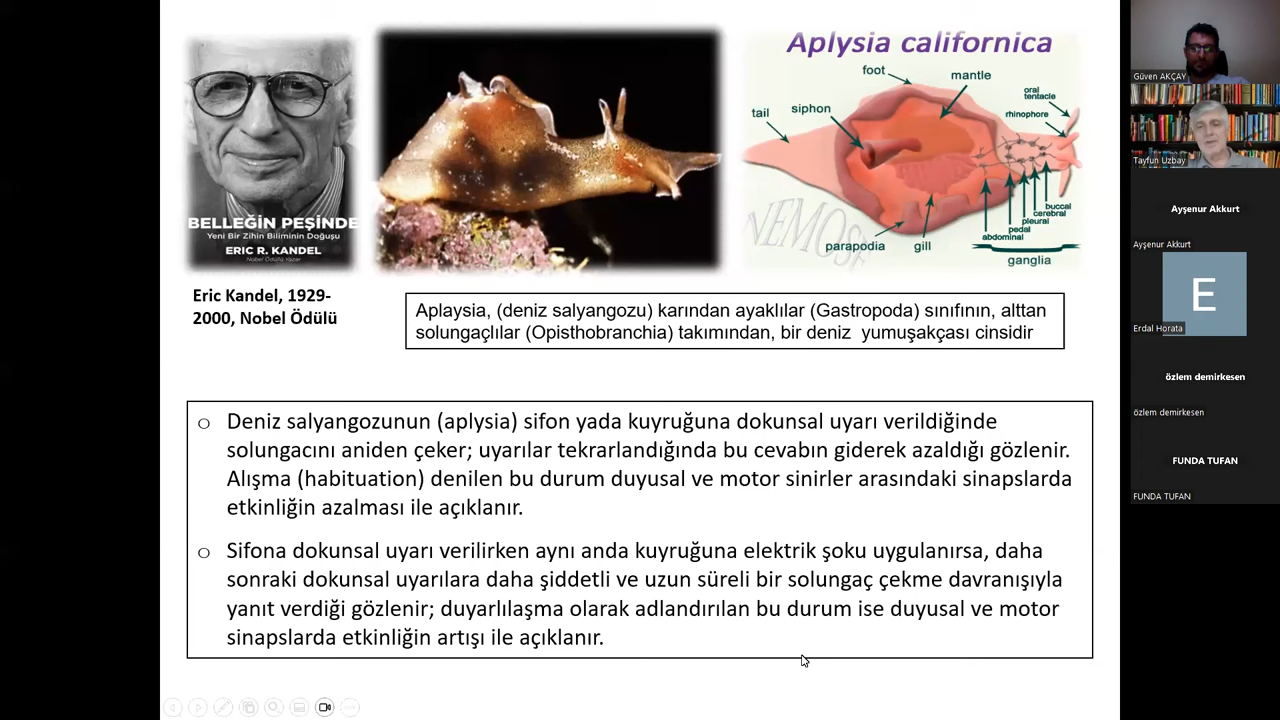 BELLEĞİN PEŞİNDE
Yeni Bir Zihin Biliminin Doğuşu
ERIC R. KANDEL
Nobel Ödüllü Yazar
Eric Kandel, 1929-
2000, Nobel Ödülü
Aplysia californica
foot
mantle
oral
tentacle
rhinophore
siphon
tail
buccal
cerebral
pleural
pedal
abdominal
parapodia
gill
ganglia
NEMOSF
Aplaysia, (deniz salyangozu) karından ayaklılar (Gastropoda) sınıfının, alttan
solungaçlılar (Opisthobranchia) takımından, bir deniz yumuşakçası cinsidir
o Deniz salyangozunun (aplysia) sifon yada kuyruğuna dokunsal uyarı verildiğinde
solungacını aniden çeker; uyarılar tekrarlandığında bu cevabın giderek azaldığı gözlenir.
Alışma (habituation) denilen bu durum duyusal ve motor sinirler arasındaki sinapslarda
etkinliğin azalması ile açıklanır.
o Sifona dokunsal uyarı verilirken aynı anda kuyruğuna elektrik şoku uygulanırsa, daha
sonraki dokunsal uyarılara daha şiddetli ve uzun süreli bir solungaç çekme davranışıyla
yanıt verdiği gözlenir; duyarlılaşma olarak adlandırılan bu durum ise duyusal ve motor
sinapslarda etkinliğin artışı ile açıklanır.
Güven AKÇAY
Tayfun Uzbay
Ayşenur Akkurt
Ayşenur Akkurt
E
Erdal Horata
özlem demirkesen
özlem demirkesen
FUNDA TUFAN
FUNDA TUFAN